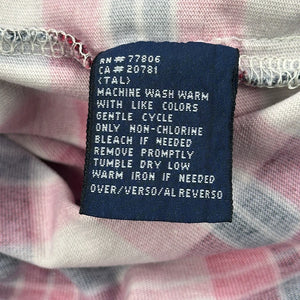 RN# 77806
CA# 20781
<TAL>
MACHINE WASH WARM
WITH LIKE COLORS
GENTLE CYCLE
ONLY NON-CHLORINE
BLEACH IF NEEDED
REMOVE PROMPTLY
TUMBLE DRY LOW
WARM IRON IF NEEDED
OVER/VERSO/AL REVERSO